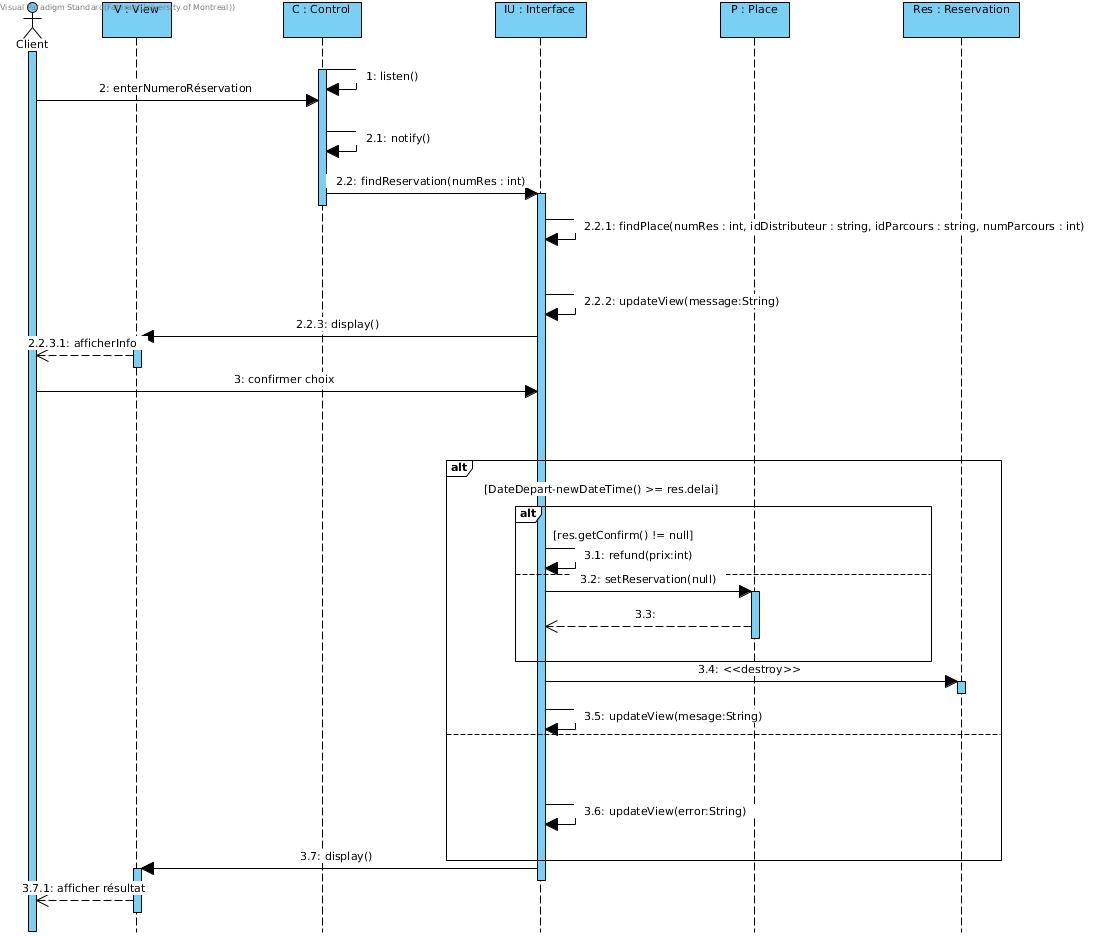 Visual Paradigm Standard (University of Montreal))
V : View
C : Control
IU : Interface
P : Place
Res : Reservation
Client
1: listen()
2: enterNumeroRéservation
2.1: notify()
2.2: findReservation(numRes : int)
2.2.1: findPlace(numRes : int, idDistributeur : string, idParcours : string, numParcours : int)
2.2.2: updateView(message:String)
2.2.3: display()
2.2.3.1: afficherInfo
3: confirmer choix
alt
[DateDepart-newDateTime() >= res.delai]
alt
[res.getConfirm() != null]
3.1: refund(prix:int)
3.2: setReservation(null)
3.3:
3.4: <<destroy>>
3.5: updateView(mesage:String)
3.6: updateView(error:String)
3.7: display()
3.7.1: afficher résultat